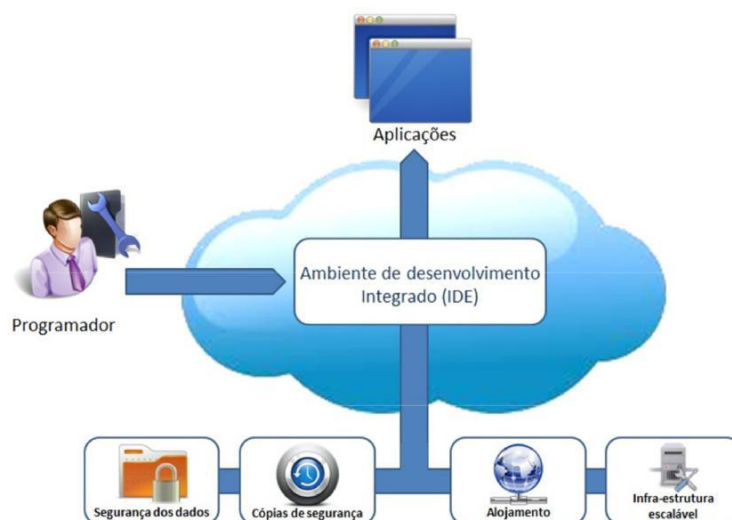 Aplicações
Programador
Ambiente de desenvolvimento
Integrado (IDE)
Segurança dos dados
Cópias de segurança
Alojamento
Infra-estrutura
escalável